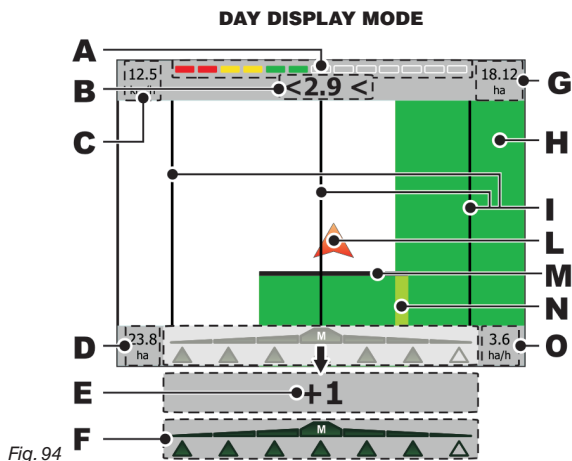 DAY DISPLAY MODE
A
12.5
18.12
ha
B
<2.9 <
G
C
H
I
L
M
N
D
23.8
ha
M
3.6
ha/h
O
E
+1
F
M
Fig. 94